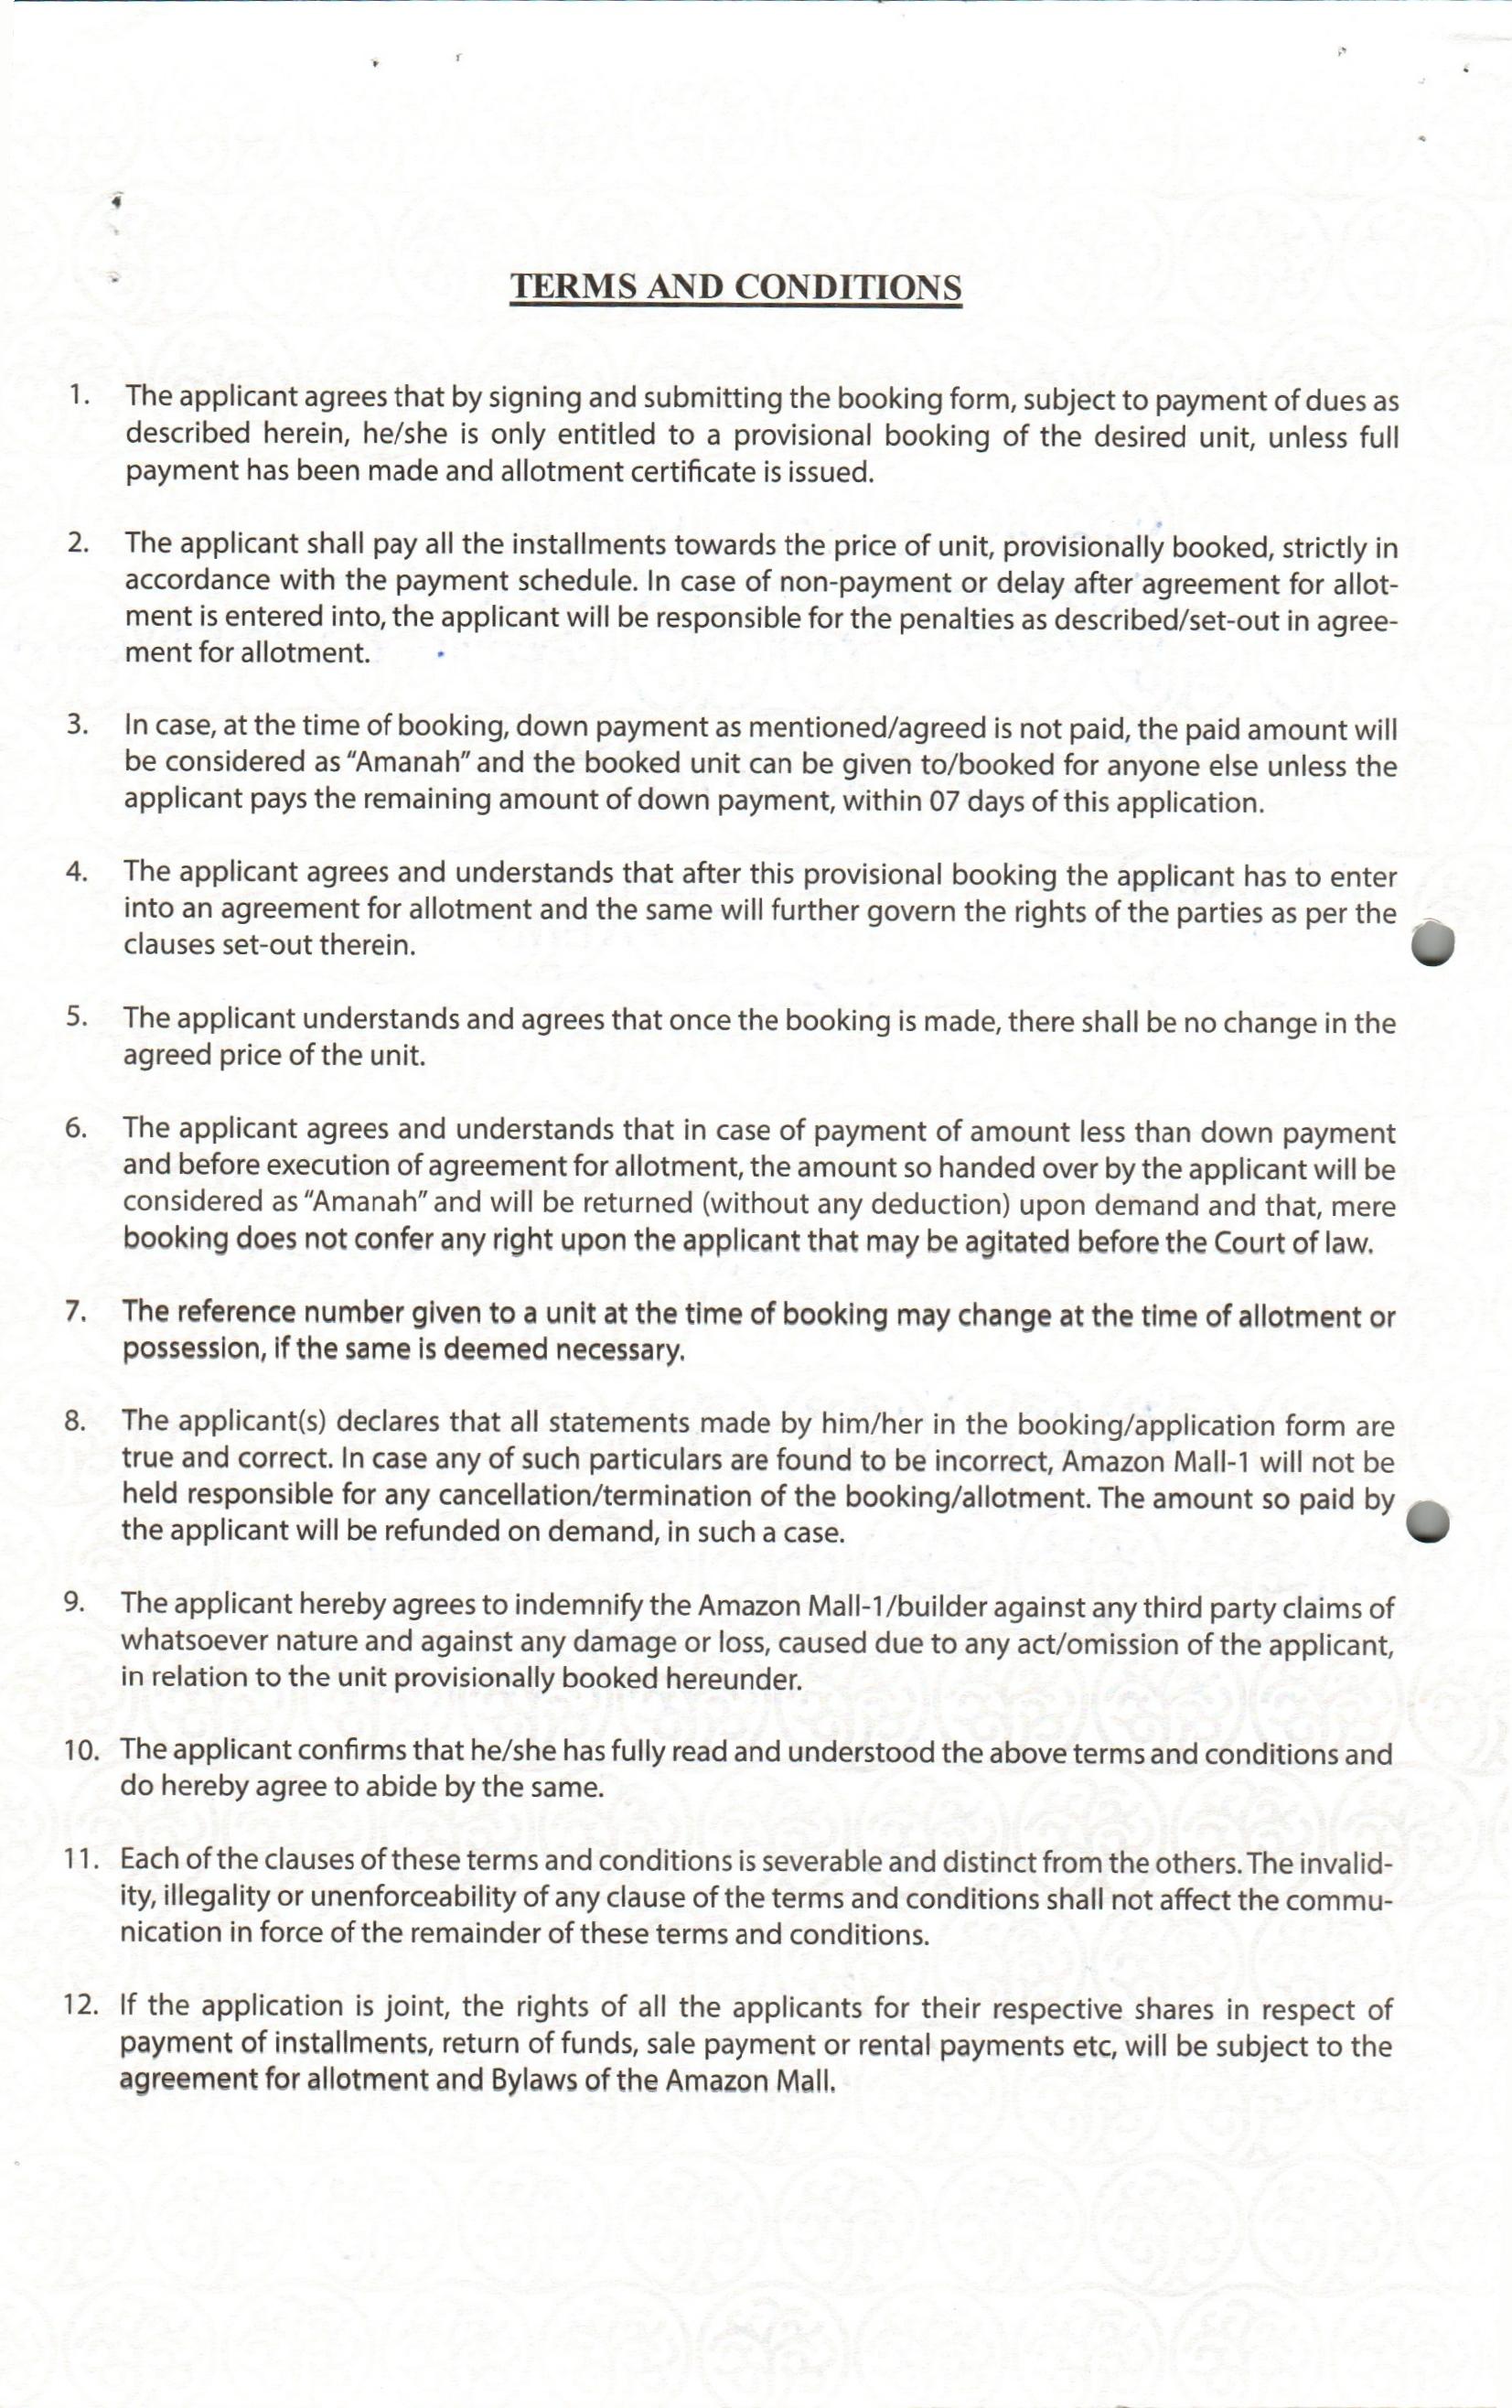 TERMS AND CONDITIONS
1. The applicant agrees that by signing and submitting the booking form, subject to payment of dues as
described herein, he/she is only entitled to a provisional booking of the desired unit, unless full
payment has been made and allotment certificate is issued.
2. The applicant shall pay all the installments towards the price of unit, provisionally booked, strictly in
accordance with the payment schedule. In case of non-payment or delay after agreement for allot-
ment is entered into, the applicant will be responsible for the penalties as described/set-out in agree-
ment for allotment.
3. In case, at the time of booking, down payment as mentioned/agreed is not paid, the paid amount will
be considered as “Amanah” and the booked unit can be given to/booked for anyone else unless the
applicant pays the remaining amount of down payment, within 07 days of this application.
4. The applicant agrees and understands that after this provisional booking the applicant has to enter
into an agreement for allotment and the same will further govern the rights of the parties as per the
clauses set-out therein.
5. The applicant understands and agrees that once the booking is made, there shall be no change in the
agreed price of the unit.
6. The applicant agrees and understands that in case of payment of amount less than down payment
and before execution of agreement for allotment, the amount so handed over by the applicant will be
considered as “Amanah” and will be returned (without any deduction) upon demand and that, mere
booking does not confer any right upon the applicant that may be agitated before the Court of law.
7. The reference number given to a unit at the time of booking may change at the time of allotment or
possession, if the same is deemed necessary.
8. The applicant(s) declares that all statements made by him/her in the booking/application form are
true and correct. In case any of such particulars are found to be incorrect, Amazon Mall-1 will not be
held responsible for any cancellation/termination of the booking/allotment. The amount so paid by
the applicant will be refunded on demand, in such a case.
9. The applicant hereby agrees to indemnify the Amazon Mall-1/builder against any third party claims of
whatsoever nature and against any damage or loss, caused due to any act/omission of the applicant,
in relation to the unit provisionally booked hereunder.
10. The applicant confirms that he/she has fully read and understood the above terms and conditions and
do hereby agree to abide by the same.
11. Each of the clauses of these terms and conditions is severable and distinct from the others. The invalid-
ity, illegality or unenforceability of any clause of the terms and conditions shall not affect the commu-
nication in force of the remainder of these terms and conditions.
12. If the application is joint, the rights of all the applicants for their respective shares in respect of
payment of installments, return of funds, sale payment or rental payments etc, will be subject to the
agreement for allotment and Bylaws of the Amazon Mall.